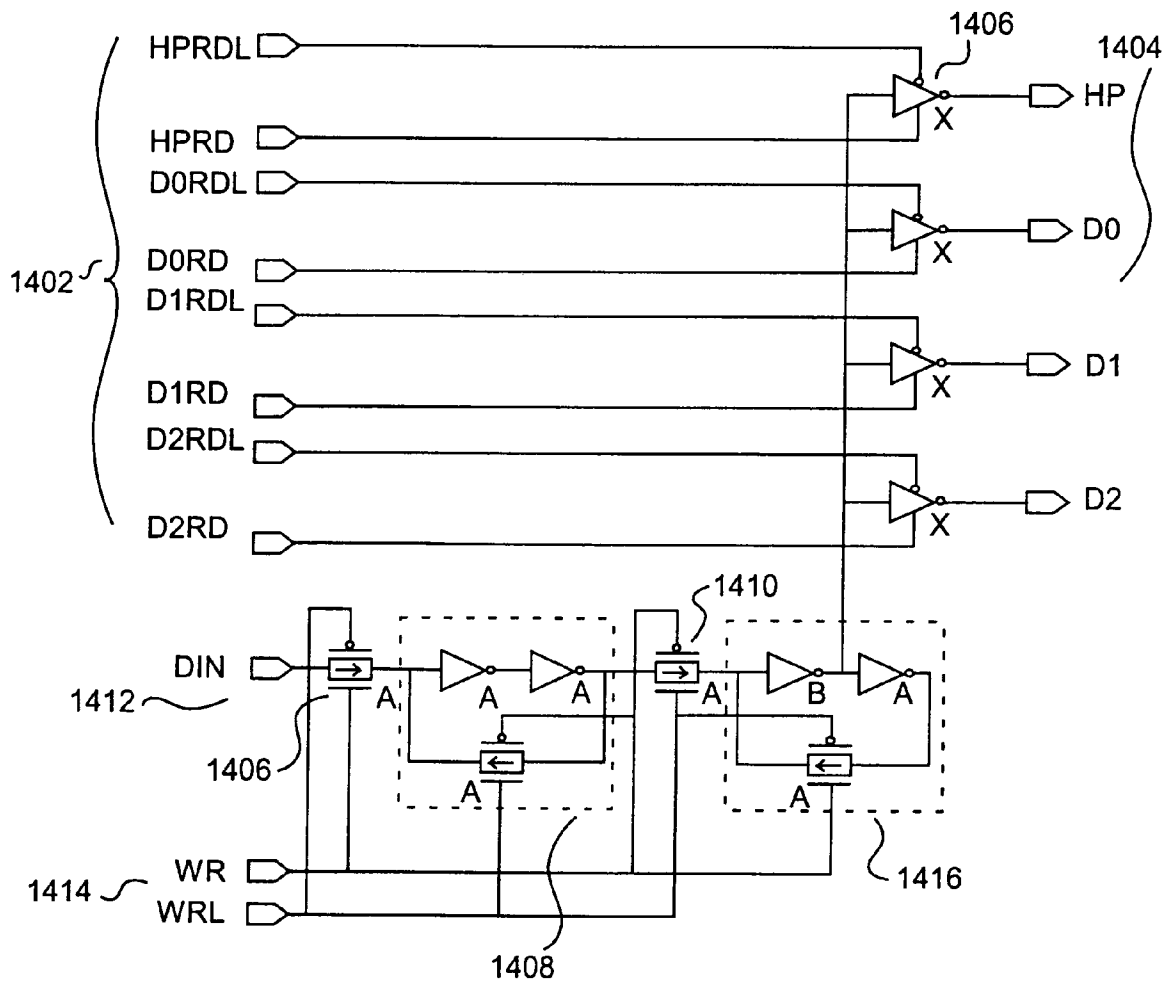 HPRDL
1406
1404
HP
X
HPRD
D0RDL
D0
X
1402
D0RD
D1RDL
D1
X
D1RD
D2RDL
D2
X
D2RD
1410
DIN
A
A
A
A
B
A
1412
1406
A
A
WR
1414
WRL
1416
1408